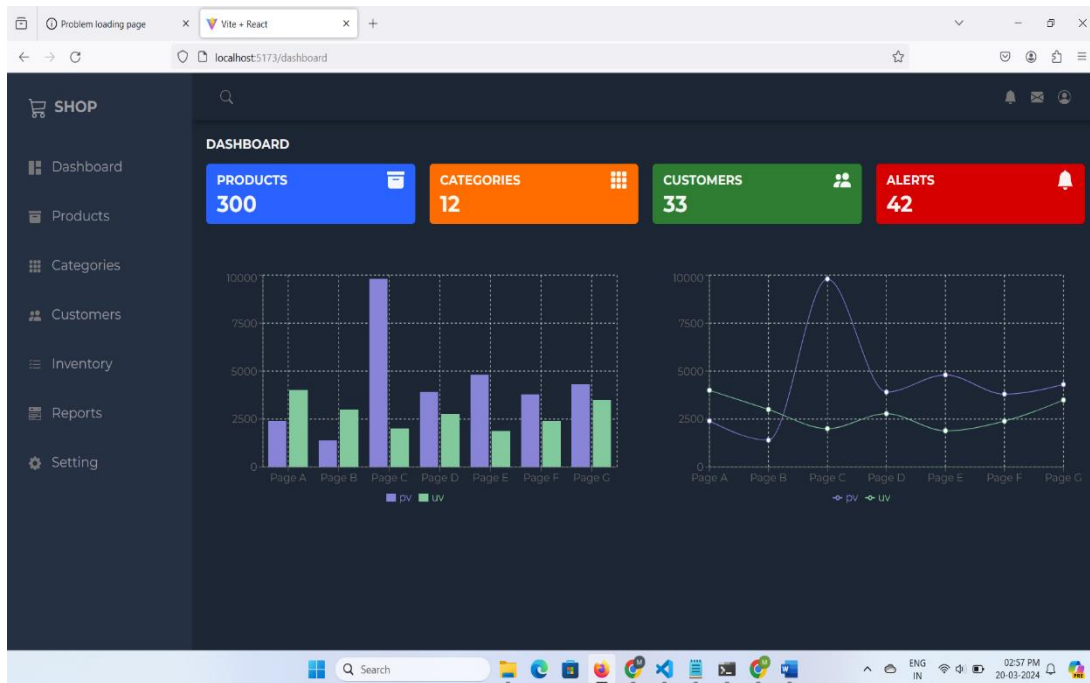 Problem loading page
Vite + React
localhost:5173/dashboard
SHOP
Dashboard
Products
Categories
Customers
Inventory
Reports
Setting
DASHBOARD
PRODUCTS
300
CATEGORIES
12
CUSTOMERS
33
ALERTS
42
10000
7500
5000
2500
0
Page A Page B Page C Page D Page E Page F Page G
pv uv
10000
7500
5000
2500
0
Page A Page B Page C Page D Page E Page F Page G
pv uv
Search
ENG
IN
02:57 PM
20-03-2024